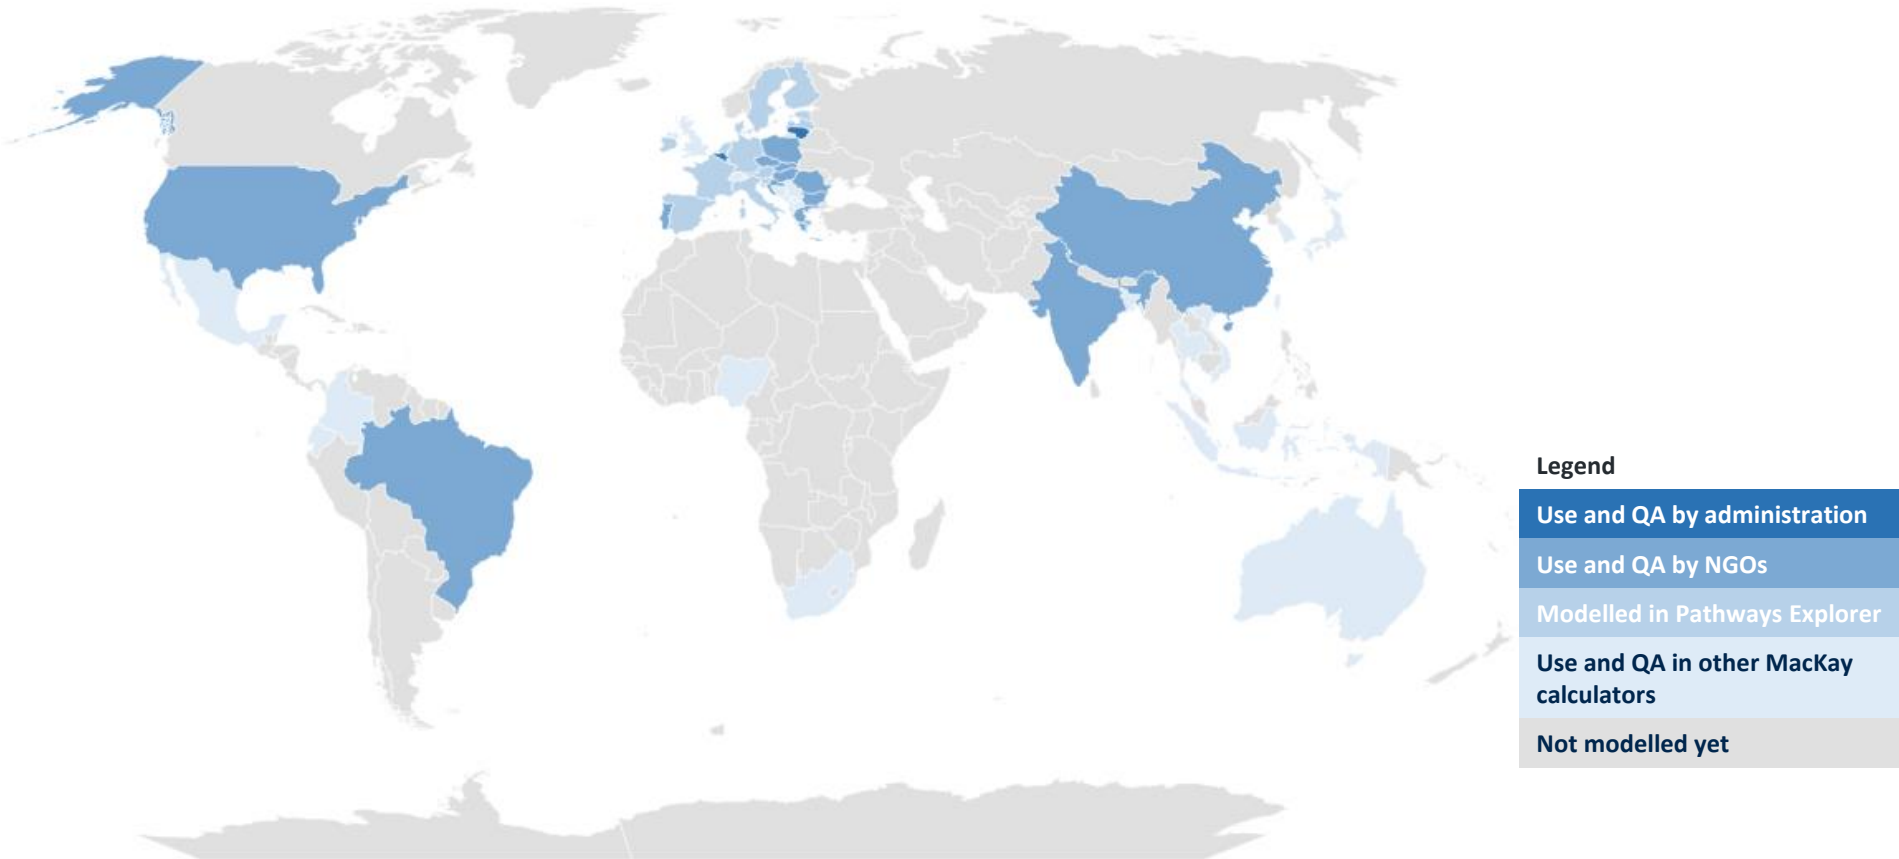 Legend
Use and QA by administration
Use and QA by NGOs
Modelled in Pathways Explorer
Use and QA in other MacKay
calculators
Not modelled yet